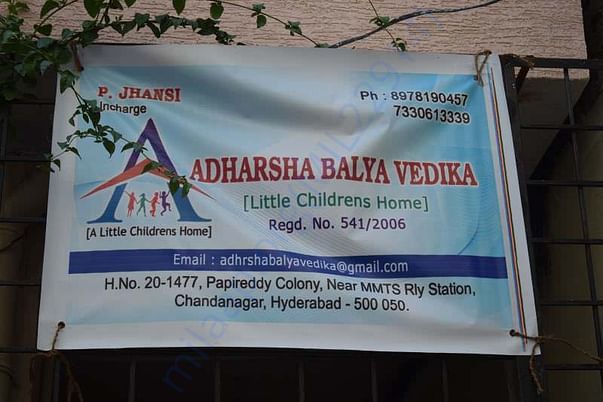 P. JHANSI
Incharge
Ph : 8978190457
7330613339
ADHARSHA BALYA VEDIKA
[Little Childrens Home]
Regd. No. 541/2006
[A Little Childrens Home]
Email : adhrshabalyavedika@gmail.com
H.No. 20-1477, Papireddy Colony, Near MMTS Rly Station,
Chandanagar, Hyderabad - 500 050.